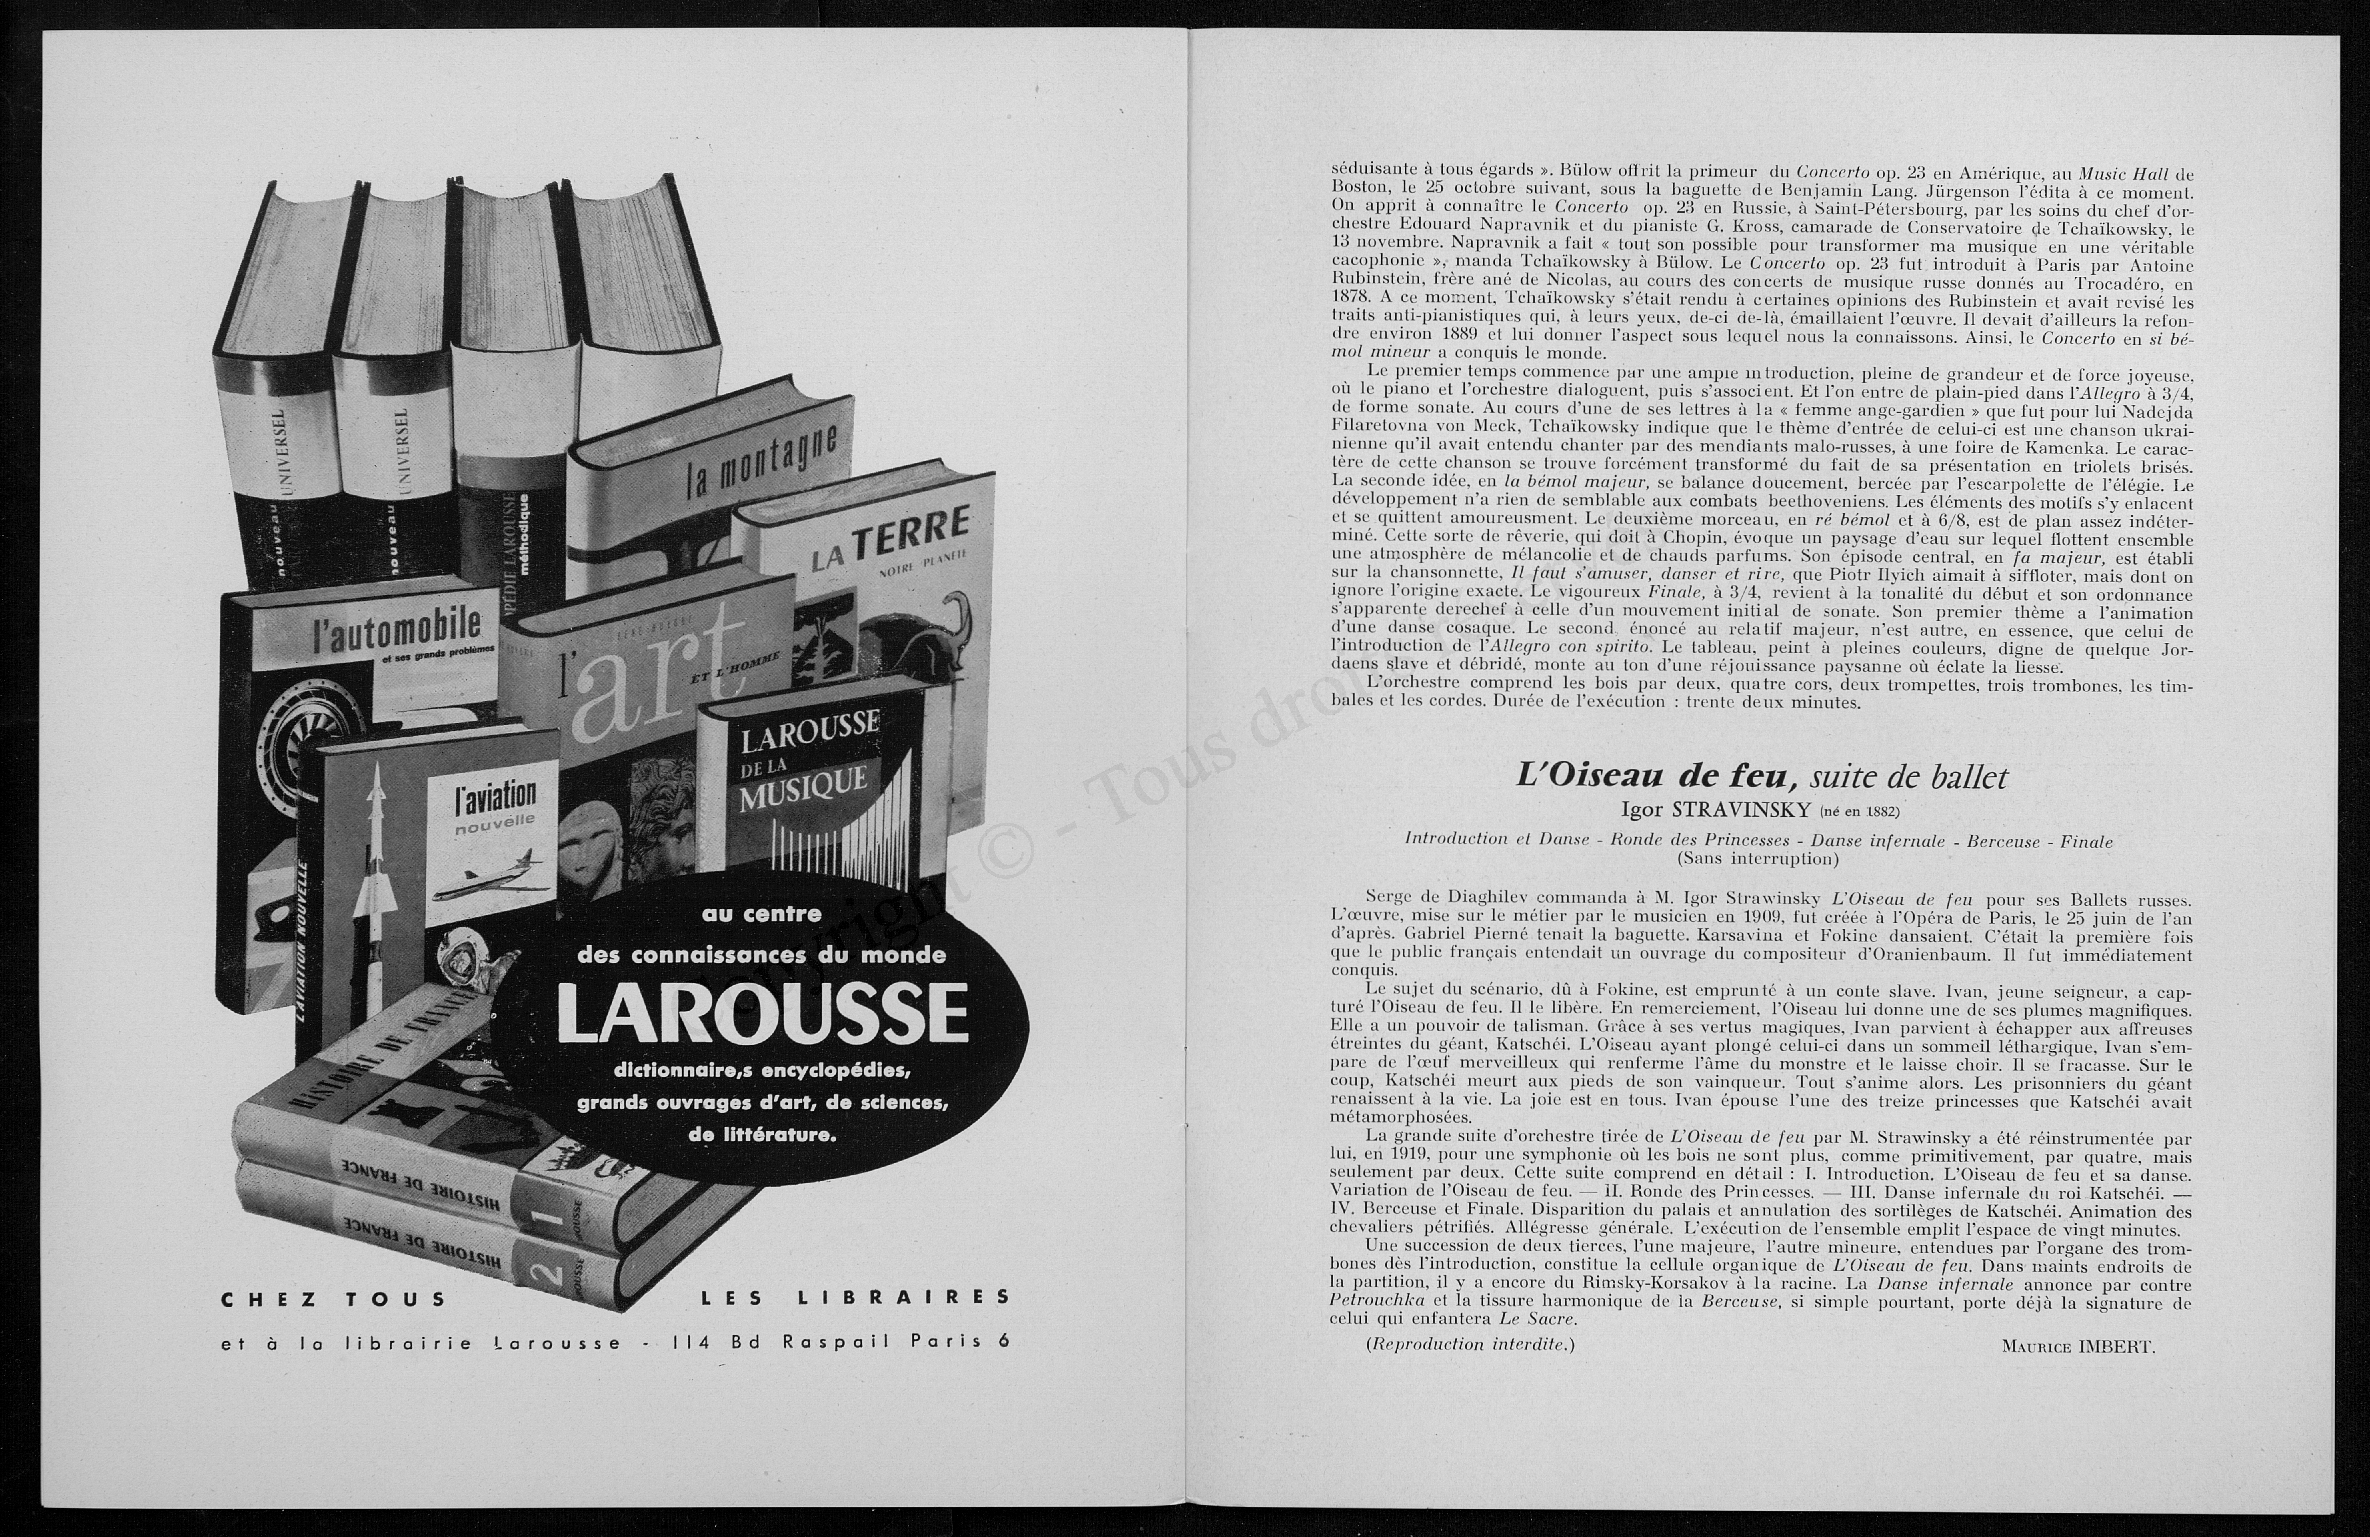 UNIVERSEL
nouveau
UNIVERSEL
nouveau
PÉDIE LAROUSSE
méthodique
la montagne
LA TERRE
NOTRE PLANÈTE
l'automobile
et ses grands problèmes
l'art
ET L'HOMME
LAROUSSE
DE LA
MUSIQUE
l'aviation
nouvelle
L'AVIATION NOUVELLE
HISTOIRE DE FRANCE
HISTOIRE DE FRANCE
1
HISTOIRE DE FRANCE
2
au centre
des connaissances du monde
LAROUSSE
dictionnaire,s encyclopédies,
grands ouvrages d'art, de sciences,
de littérature.
CHEZ TOUS LES LIBRAIRES
et à la librairie Larousse - 114 Bd Raspail Paris 6
séduisante à tous égards ». Bülow offrit la primeur du Concerto op. 23 en Amérique, au Music Hall de
Boston, le 25 octobre suivant, sous la baguette de Benjamin Lang. Jürgenson l'édita à ce moment.
On apprit à connaître le Concerto op. 23 en Russie, à Saint-Pétersbourg, par les soins du chef d'or-
chestre Edouard Napravnik et du pianiste G. Kross, camarade de Conservatoire de Tchaïkowsky, le
13 novembre. Napravnik a fait « tout son possible pour transformer ma musique en une véritable
cacophonie », manda Tchaïkowsky à Bülow. Le Concerto op. 23 fut introduit à Paris par Antoine
Rubinstein, frère ané de Nicolas, au cours des concerts de musique russe donnés au Trocadéro, en
1878. A ce moment, Tchaïkowsky s'était rendu à certaines opinions des Rubinstein et avait revisé les
traits anti-pianistiques qui, à leurs yeux, de-ci de-là, émaillaient l'œuvre. Il devait d'ailleurs la refon-
dre environ 1889 et lui donner l'aspect sous lequel nous la connaissons. Ainsi, le Concerto en si bé-
mol mineur a conquis le monde.
Le premier temps commence par une ample introduction, pleine de grandeur et de force joyeuse,
où le piano et l'orchestre dialoguent, puis s'associent. Et l'on entre de plain-pied dans l'Allegro à 3/4,
de forme sonate. Au cours d'une de ses lettres à la « femme ange-gardien » que fut pour lui Nadejda
Filaretovna von Meck, Tchaïkowsky indique que le thème d'entrée de celui-ci est une chanson ukrai-
nienne qu'il avait entendu chanter par des mendiants malo-russes, à une foire de Kamenka. Le carac-
tère de cette chanson se trouve forcément transformé du fait de sa présentation en triolets brisés.
La seconde idée, en la bémol majeur, se balance doucement, bercée par l'escarpolette de l'élégie. Le
développement n'a rien de semblable aux combats beethoveniens. Les éléments des motifs s'y enlacent
et se quittent amoureusment. Le deuxième morceau, en ré bémol et à 6/8, est de plan assez indéter-
miné. Cette sorte de rêverie, qui doit à Chopin, évoque un paysage d'eau sur lequel flottent ensemble
une atmosphère de mélancolie et de chauds parfums. Son épisode central, en fa majeur, est établi
sur la chansonnette, Il faut s'amuser, danser et rire, que Piotr Ilyich aimait à siffloter, mais dont on
ignore l'origine exacte. Le vigoureux Finale, à 3/4, revient à la tonalité du début et son ordonnance
s'apparente derechef à celle d'un mouvement initial de sonate. Son premier thème a l'animation
d'une danse cosaque. Le second, énoncé au relatif majeur, n'est autre, en essence, que celui de
l'introduction de l'Allegro con spirito. Le tableau, peint à pleines couleurs, digne de quelque Jor-
daens slave et débridé, monte au ton d'une réjouissance paysanne où éclate la liesse.
L'orchestre comprend les bois par deux, quatre cors, deux trompettes, trois trombones, les tim-
bales et les cordes. Durée de l'exécution : trente deux minutes.
L'Oiseau de feu, suite de ballet
Igor STRAVINSKY (né en 1882)
Introduction et Danse - Ronde des Princesses - Danse infernale - Berceuse - Finale
(Sans interruption)
Serge de Diaghilev commanda à M. Igor Strawinsky L'Oiseau de feu pour ses Ballets russes.
L'œuvre, mise sur le métier par le musicien en 1909, fut créée à l'Opéra de Paris, le 25 juin de l'an
d'après. Gabriel Pierné tenait la baguette. Karsavina et Fokine dansaient. C'était la première fois
que le public français entendait un ouvrage du compositeur d'Oranienbaum. Il fut immédiatement
conquis.
Le sujet du scénario, dû à Fokine, est emprunté à un conte slave. Ivan, jeune seigneur, a cap-
turé l'Oiseau de feu. Il le libère. En remerciement, l'Oiseau lui donne une de ses plumes magnifiques.
Elle a un pouvoir de talisman. Grâce à ses vertus magiques, Ivan parvient à échapper aux affreuses
étreintes du géant, Katschéi. L'Oiseau ayant plongé celui-ci dans un sommeil léthargique, Ivan s'em-
pare de l'œuf merveilleux qui renferme l'âme du monstre et le laisse choir. Il se fracasse. Sur le
coup, Katschéi meurt aux pieds de son vainqueur. Tout s'anime alors. Les prisonniers du géant
renaissent à la vie. La joie est en tous. Ivan épouse l'une des treize princesses que Katschéi avait
métamorphosées.
La grande suite d'orchestre tirée de L'Oiseau de feu par M. Strawinsky a été réinstrumentée par
lui, en 1919, pour une symphonie où les bois ne sont plus, comme primitivement, par quatre, mais
seulement par deux. Cette suite comprend en détail : I. Introduction. L'Oiseau de feu et sa danse.
Variation de l'Oiseau de feu. — II. Ronde des Princesses. — III. Danse infernale du roi Katschéi. —
IV. Berceuse et Finale. Disparition du palais et annulation des sortilèges de Katschéi. Animation des
chevaliers pétrifiés. Allégresse générale. L'exécution de l'ensemble emplit l'espace de vingt minutes.
Une succession de deux tierces, l'une majeure, l'autre mineure, entendues par l'organe des trom-
bones dès l'introduction, constitue la cellule organique de L'Oiseau de feu. Dans maints endroits de
la partition, il y a encore du Rimsky-Korsakov à la racine. La Danse infernale annonce par contre
Petrouchka et la tissure harmonique de la Berceuse, si simple pourtant, porte déjà la signature de
celui qui enfantera Le Sacre.
(Reproduction interdite.) MAURICE IMBERT.
Copyright © - Tous dro